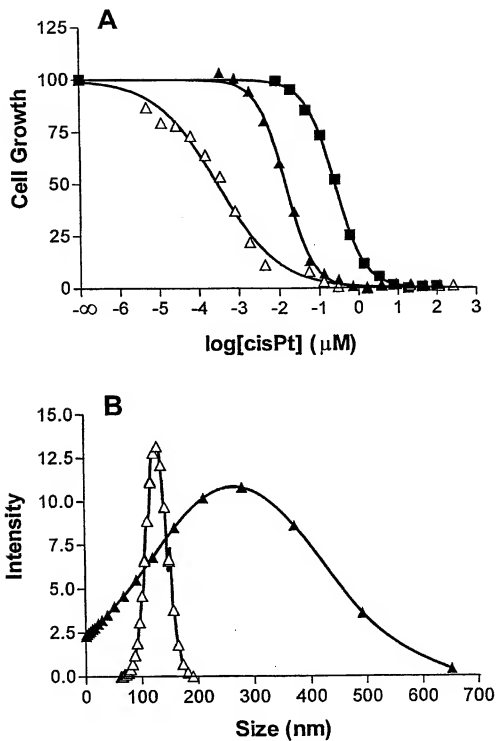 A
125
100
75
50
25
0
Cell Growth
-∞ -6 -5 -4 -3 -2 -1 0 1 2 3
log[cisPt] (μM)
B
15.0
12.5
10.0
7.5
5.0
2.5
0.0
Intensity
0 100 200 300 400 500 600 700
Size (nm)